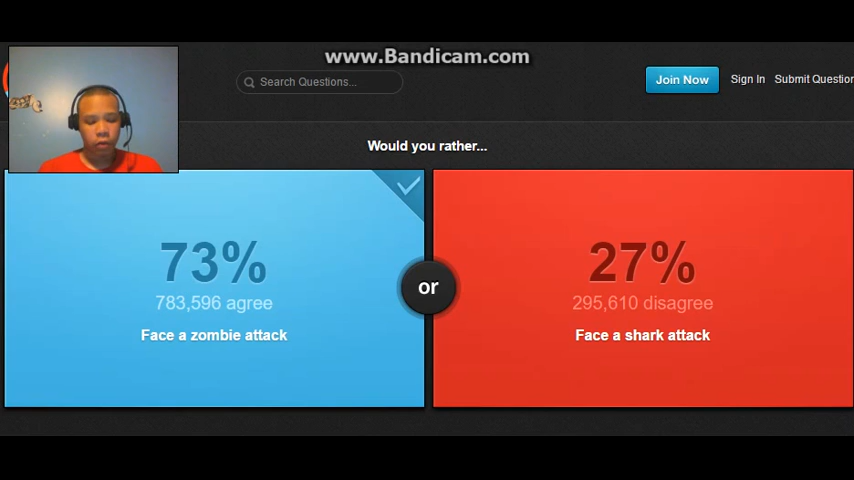 www.Bandicam.com
Search Questions...
Join Now
Sign In
Submit Question
Would you rather...
73%
783,596 agree
Face a zombie attack
or
27%
295,610 disagree
Face a shark attack